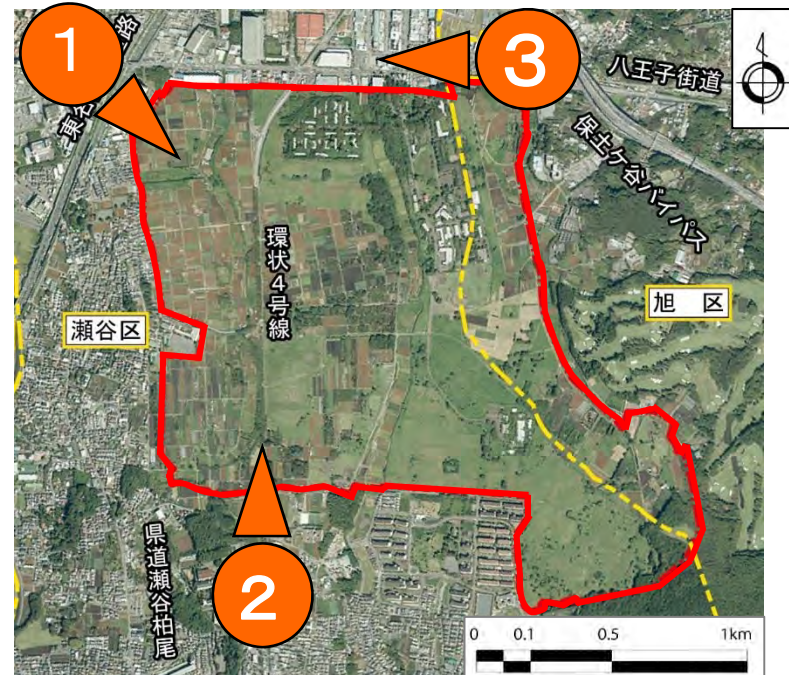 1
3
東名 路
八王子街道
保土ケ谷バイパス
環状4号線
瀬谷区
旭 区
2
県道瀬谷柏尾
0 0.1 0.5 1km